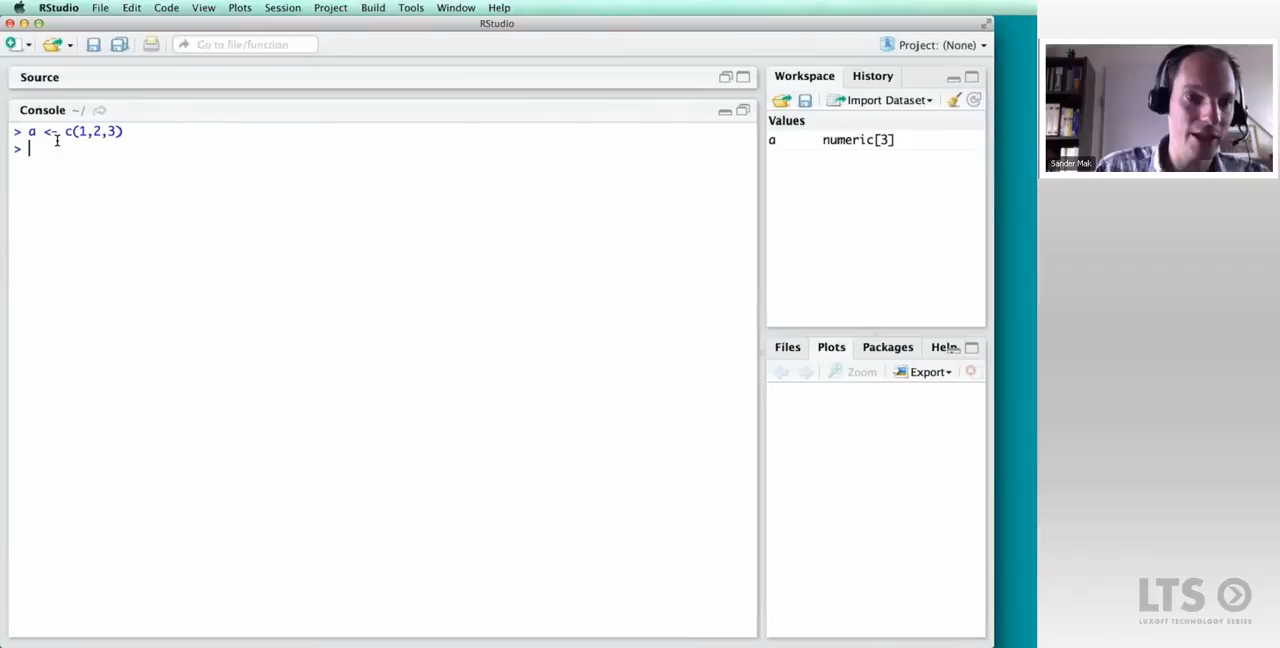 RStudio File Edit Code View Plots Session Project Build Tools Window Help
RStudio
Go to file/function
Project: (None)
Source
Workspace History
Console ~/
Import Dataset
> a <- c(1,2,3)
>
Values
a numeric[3]
Files Plots Packages Help
Zoom Export
Sander Mak
LTS
LUXOFT TECHNOLOGY SERIES